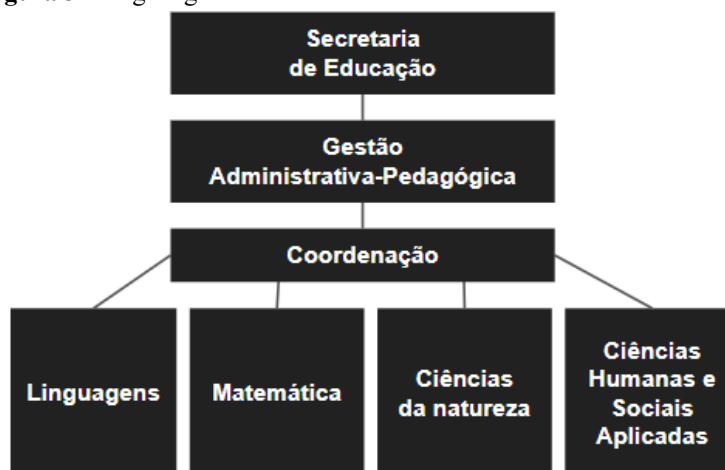 Secretaria
de Educação
Gestão
Administrativa-Pedagógica
Coordenação
Linguagens
Matemática
Ciências
da natureza
Ciências
Humanas e
Sociais
Aplicadas